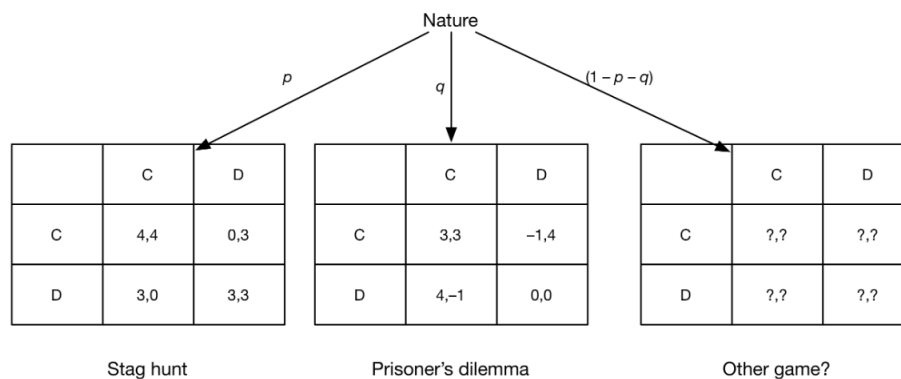 Nature
p
q
(1 – p – q)
C D
C 4,4 0,3
D 3,0 3,3
C D
C 3,3 –1,4
D 4,–1 0,0
C D
C ?,? ?,?
D ?,? ?,?
Stag hunt
Prisoner's dilemma
Other game?